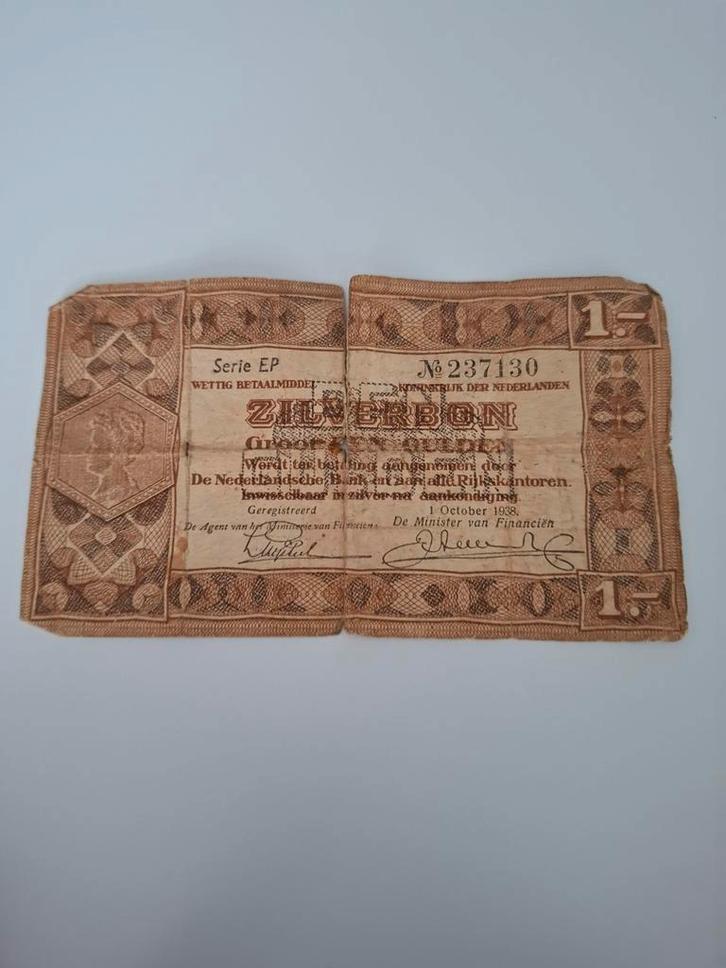 1.-
Serie EP № 237130
WETTIG BETAALMIDDEL KONINKRIJK DER NEDERLANDEN
ZILVERBON
Groot EEN GULDEN
Wordt ter betaling aangenomen door
De Nederlandsche Bank en aan alle Rijkskantoren.
Inwisselbaar in zilver na aankondiging.
Geregistreerd 1 October 1938.
De Agent van het Ministerie van Financiën De Minister van Financiën
1.-